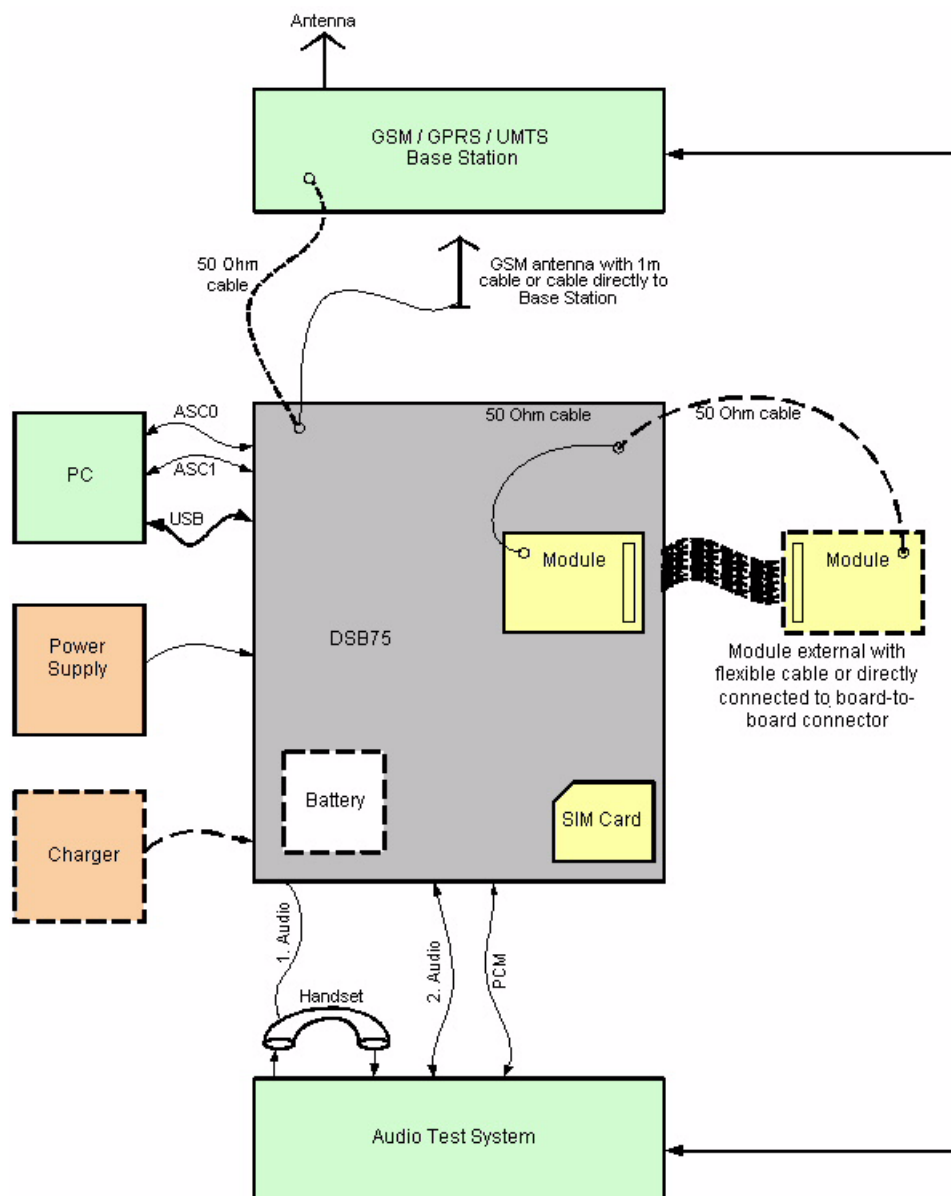 Antenna
GSM / GPRS / UMTS
Base Station
50 Ohm
cable
GSM antenna with 1m
cable or cable directly to
Base Station
ASC0
50 Ohm cable
50 Ohm cable
PC
ASC1
USB
Module
Module
Power
Supply
DSB75
Module external with
flexible cable or directly
connected to board-to-
board connector
Battery
SIM Card
Charger
1. Audio
2. Audio
PCM
Handset
Audio Test System